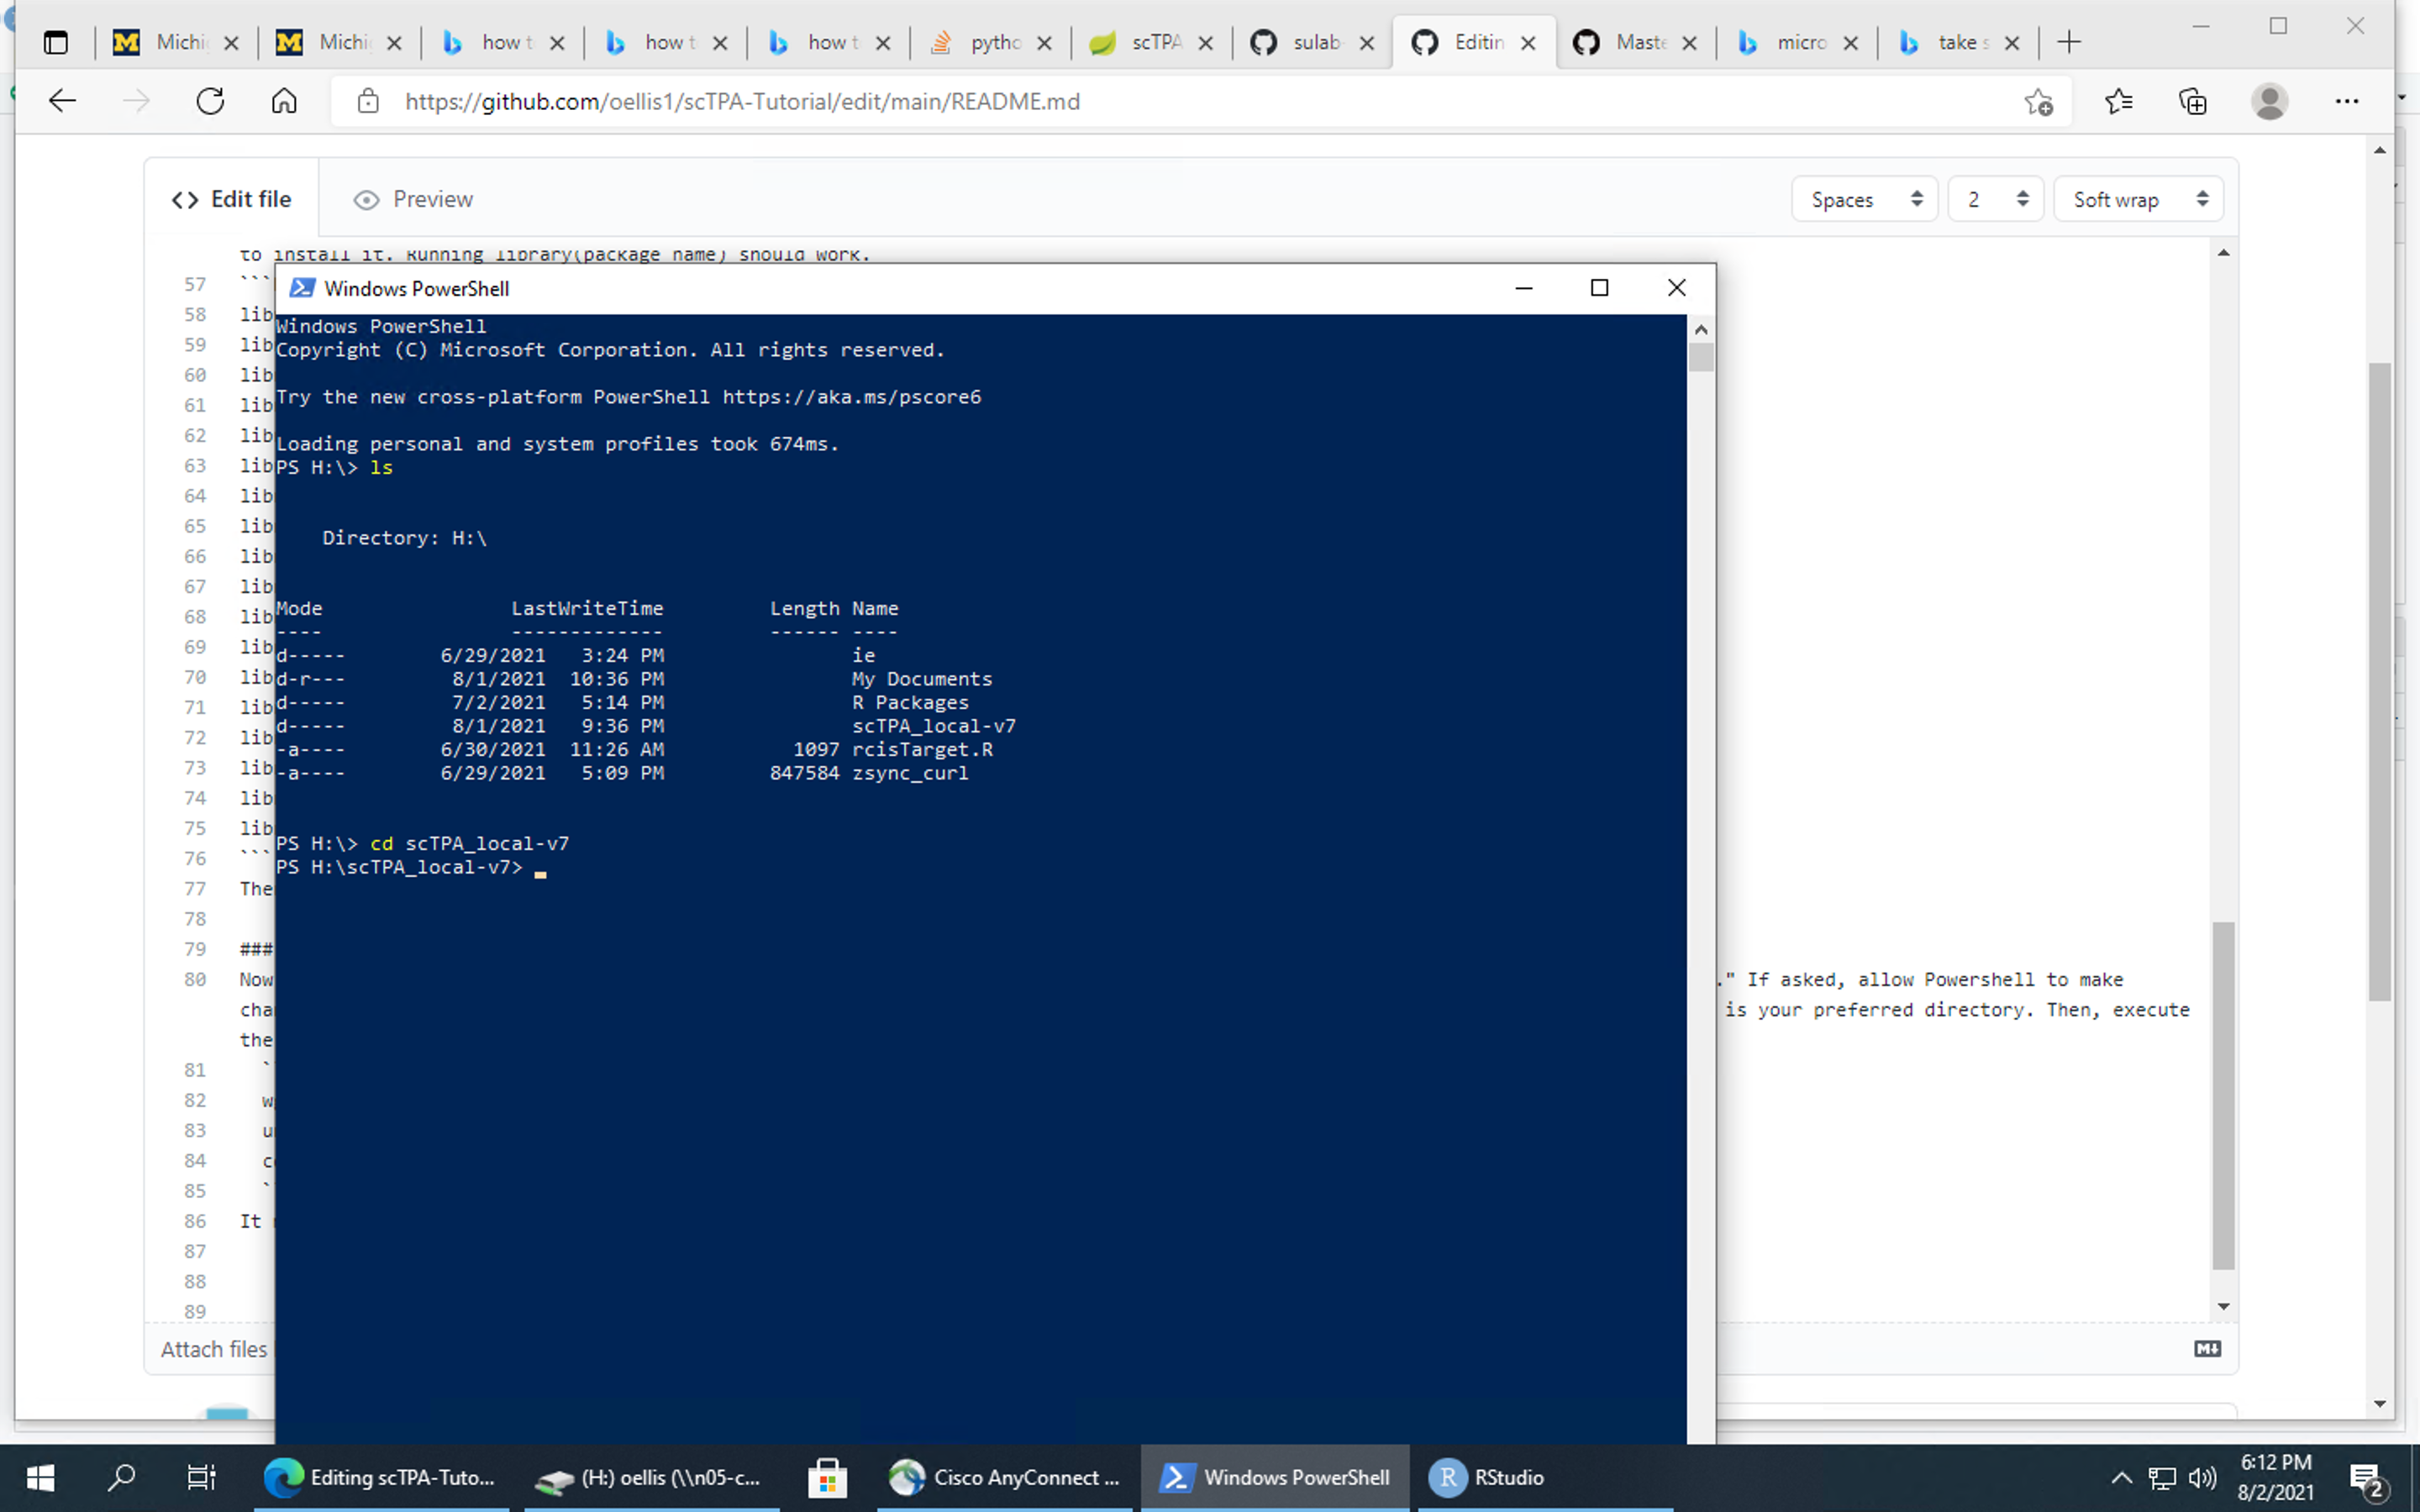 Michi
Michi
how t
how t
how t
pytho
scTPA
sulab
Editin
Maste
micro
take s
https://github.com/oellis1/scTPA-Tutorial/edit/main/README.md
<> Edit file
Preview
Spaces
2
Soft wrap
to install it. Running library(package name) should work.
57 ```
58 lib
59 lib
60 lib
61 lib
62 lib
63 lib
64 lib
65 lib
66 lib
67 lib
68 lib
69 lib
70 lib
71 lib
72 lib
73 lib
74 lib
75 lib
76 ```
77 The
78
79 ###
80 Now
." If asked, allow Powershell to make
cha
is your preferred directory. Then, execute
the
81 `
82 w
83 u
84 c
85 `
86 It
87
88
89
Attach files
Windows PowerShell
Windows PowerShell
Copyright (C) Microsoft Corporation. All rights reserved.
Try the new cross-platform PowerShell https://aka.ms/pscore6
Loading personal and system profiles took 674ms.
PS H:\> ls
Directory: H:\
Mode LastWriteTime Length Name
---- ------------- ------ ----
d----- 6/29/2021 3:24 PM ie
d-r--- 8/1/2021 10:36 PM My Documents
d----- 7/2/2021 5:14 PM R Packages
d----- 8/1/2021 9:36 PM scTPA_local-v7
-a---- 6/30/2021 11:26 AM 1097 rcisTarget.R
-a---- 6/29/2021 5:09 PM 847584 zsync_curl
PS H:\> cd scTPA_local-v7
PS H:\scTPA_local-v7>
Editing scTPA-Tuto...
(H:) oellis (\\n05-c...
Cisco AnyConnect ...
Windows PowerShell
RStudio
6:12 PM
8/2/2021
2